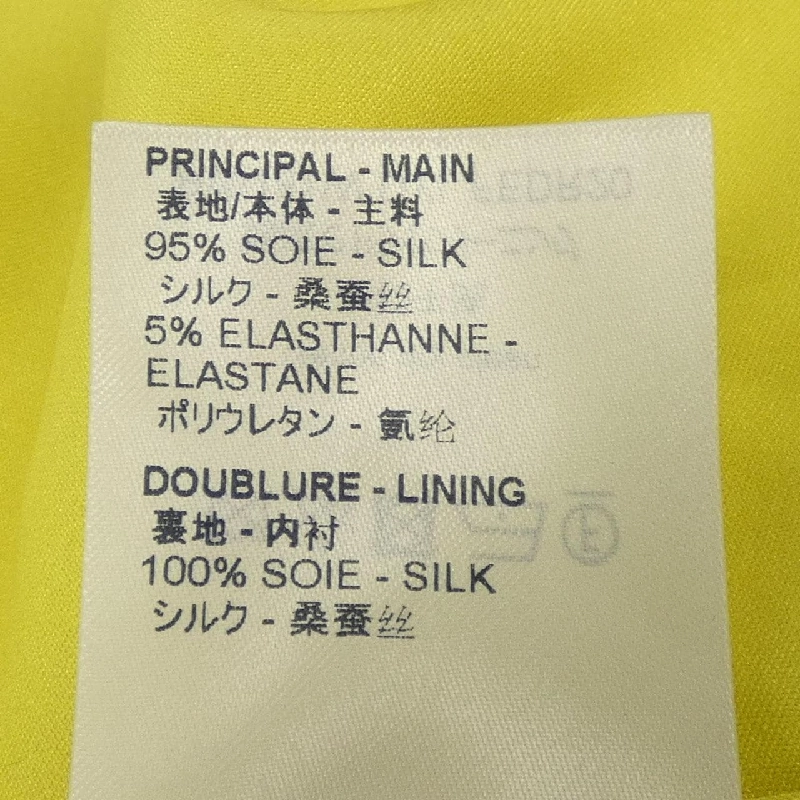 PRINCIPAL - MAIN
表地/本体 - 主料
95% SOIE - SILK
シルク - 桑蚕丝
5% ELASTHANNE -
ELASTANE
ポリウレタン - 氨纶
DOUBLURE - LINING
裏地 - 内衬
100% SOIE - SILK
シルク - 桑蚕丝